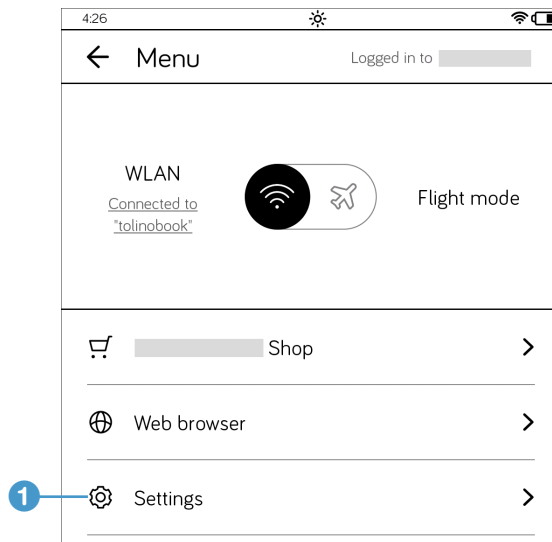 4:26
Menu
Logged in to
WLAN
Connected to
"tolinobook"
Flight mode
Shop
Web browser
1
Settings